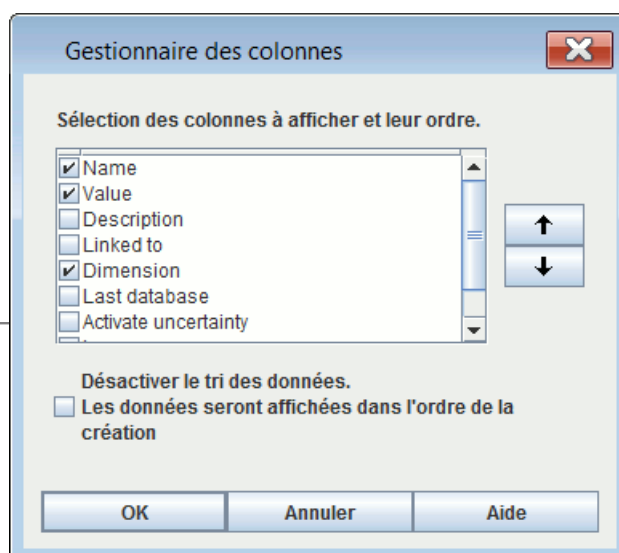 Gestionnaire des colonnes
Sélection des colonnes à afficher et leur ordre.
Name
Value
Description
Linked to
Dimension
Last database
Activate uncertainty
Désactiver le tri des données.
Les données seront affichées dans l'ordre de la
création
OK
Annuler
Aide